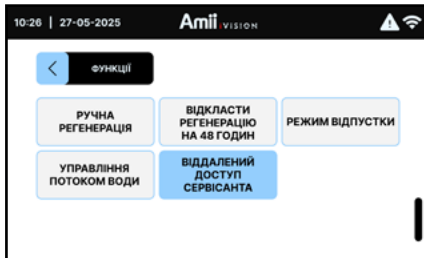 10:26 | 27-05-2025
Amii VISION
ФУНКЦІЇ
РУЧНА
РЕГЕНЕРАЦІЯ
ВІДКЛАСТИ
РЕГЕНЕРАЦІЮ
НА 48 ГОДИН
РЕЖИМ ВІДПУСТКИ
УПРАВЛІННЯ
ПОТОКОМ ВОДИ
ВІДДАЛЕНИЙ
ДОСТУП
СЕРВІСАНТА